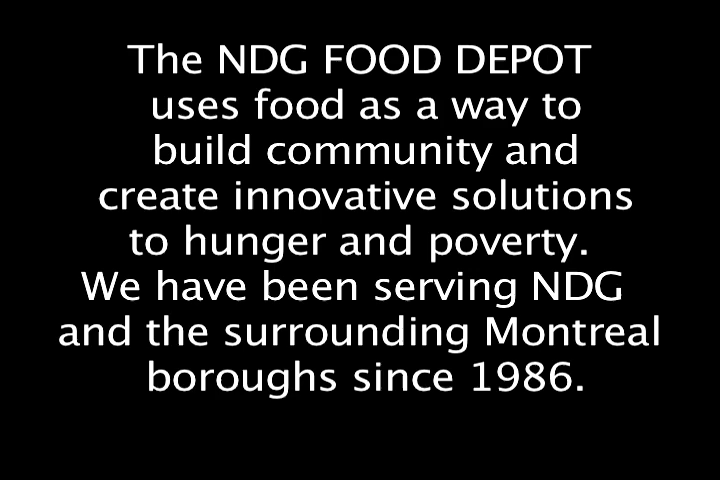 The NDG FOOD DEPOT
uses food as a way to
build community and
create innovative solutions
to hunger and poverty.
We have been serving NDG
and the surrounding Montreal
boroughs since 1986.